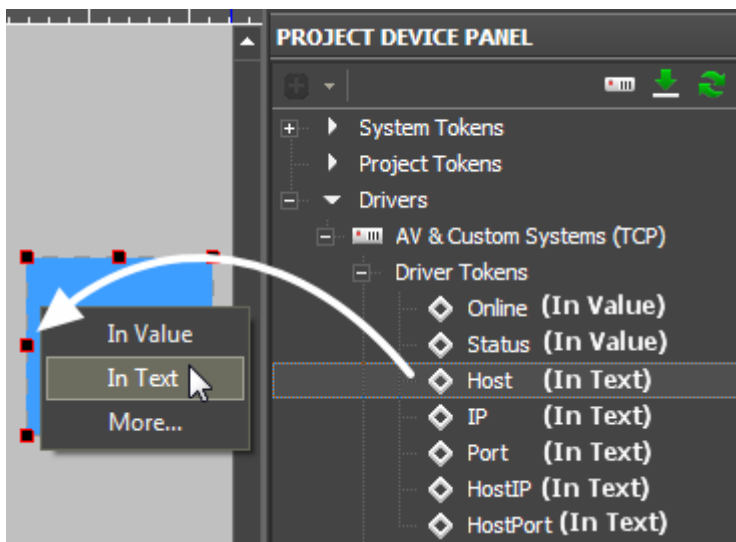 PROJECT DEVICE PANEL
System Tokens
Project Tokens
Drivers
AV & Custom Systems (TCP)
Driver Tokens
Online (In Value)
Status (In Value)
Host (In Text)
IP (In Text)
Port (In Text)
HostIP (In Text)
HostPort (In Text)
In Value
In Text
More...